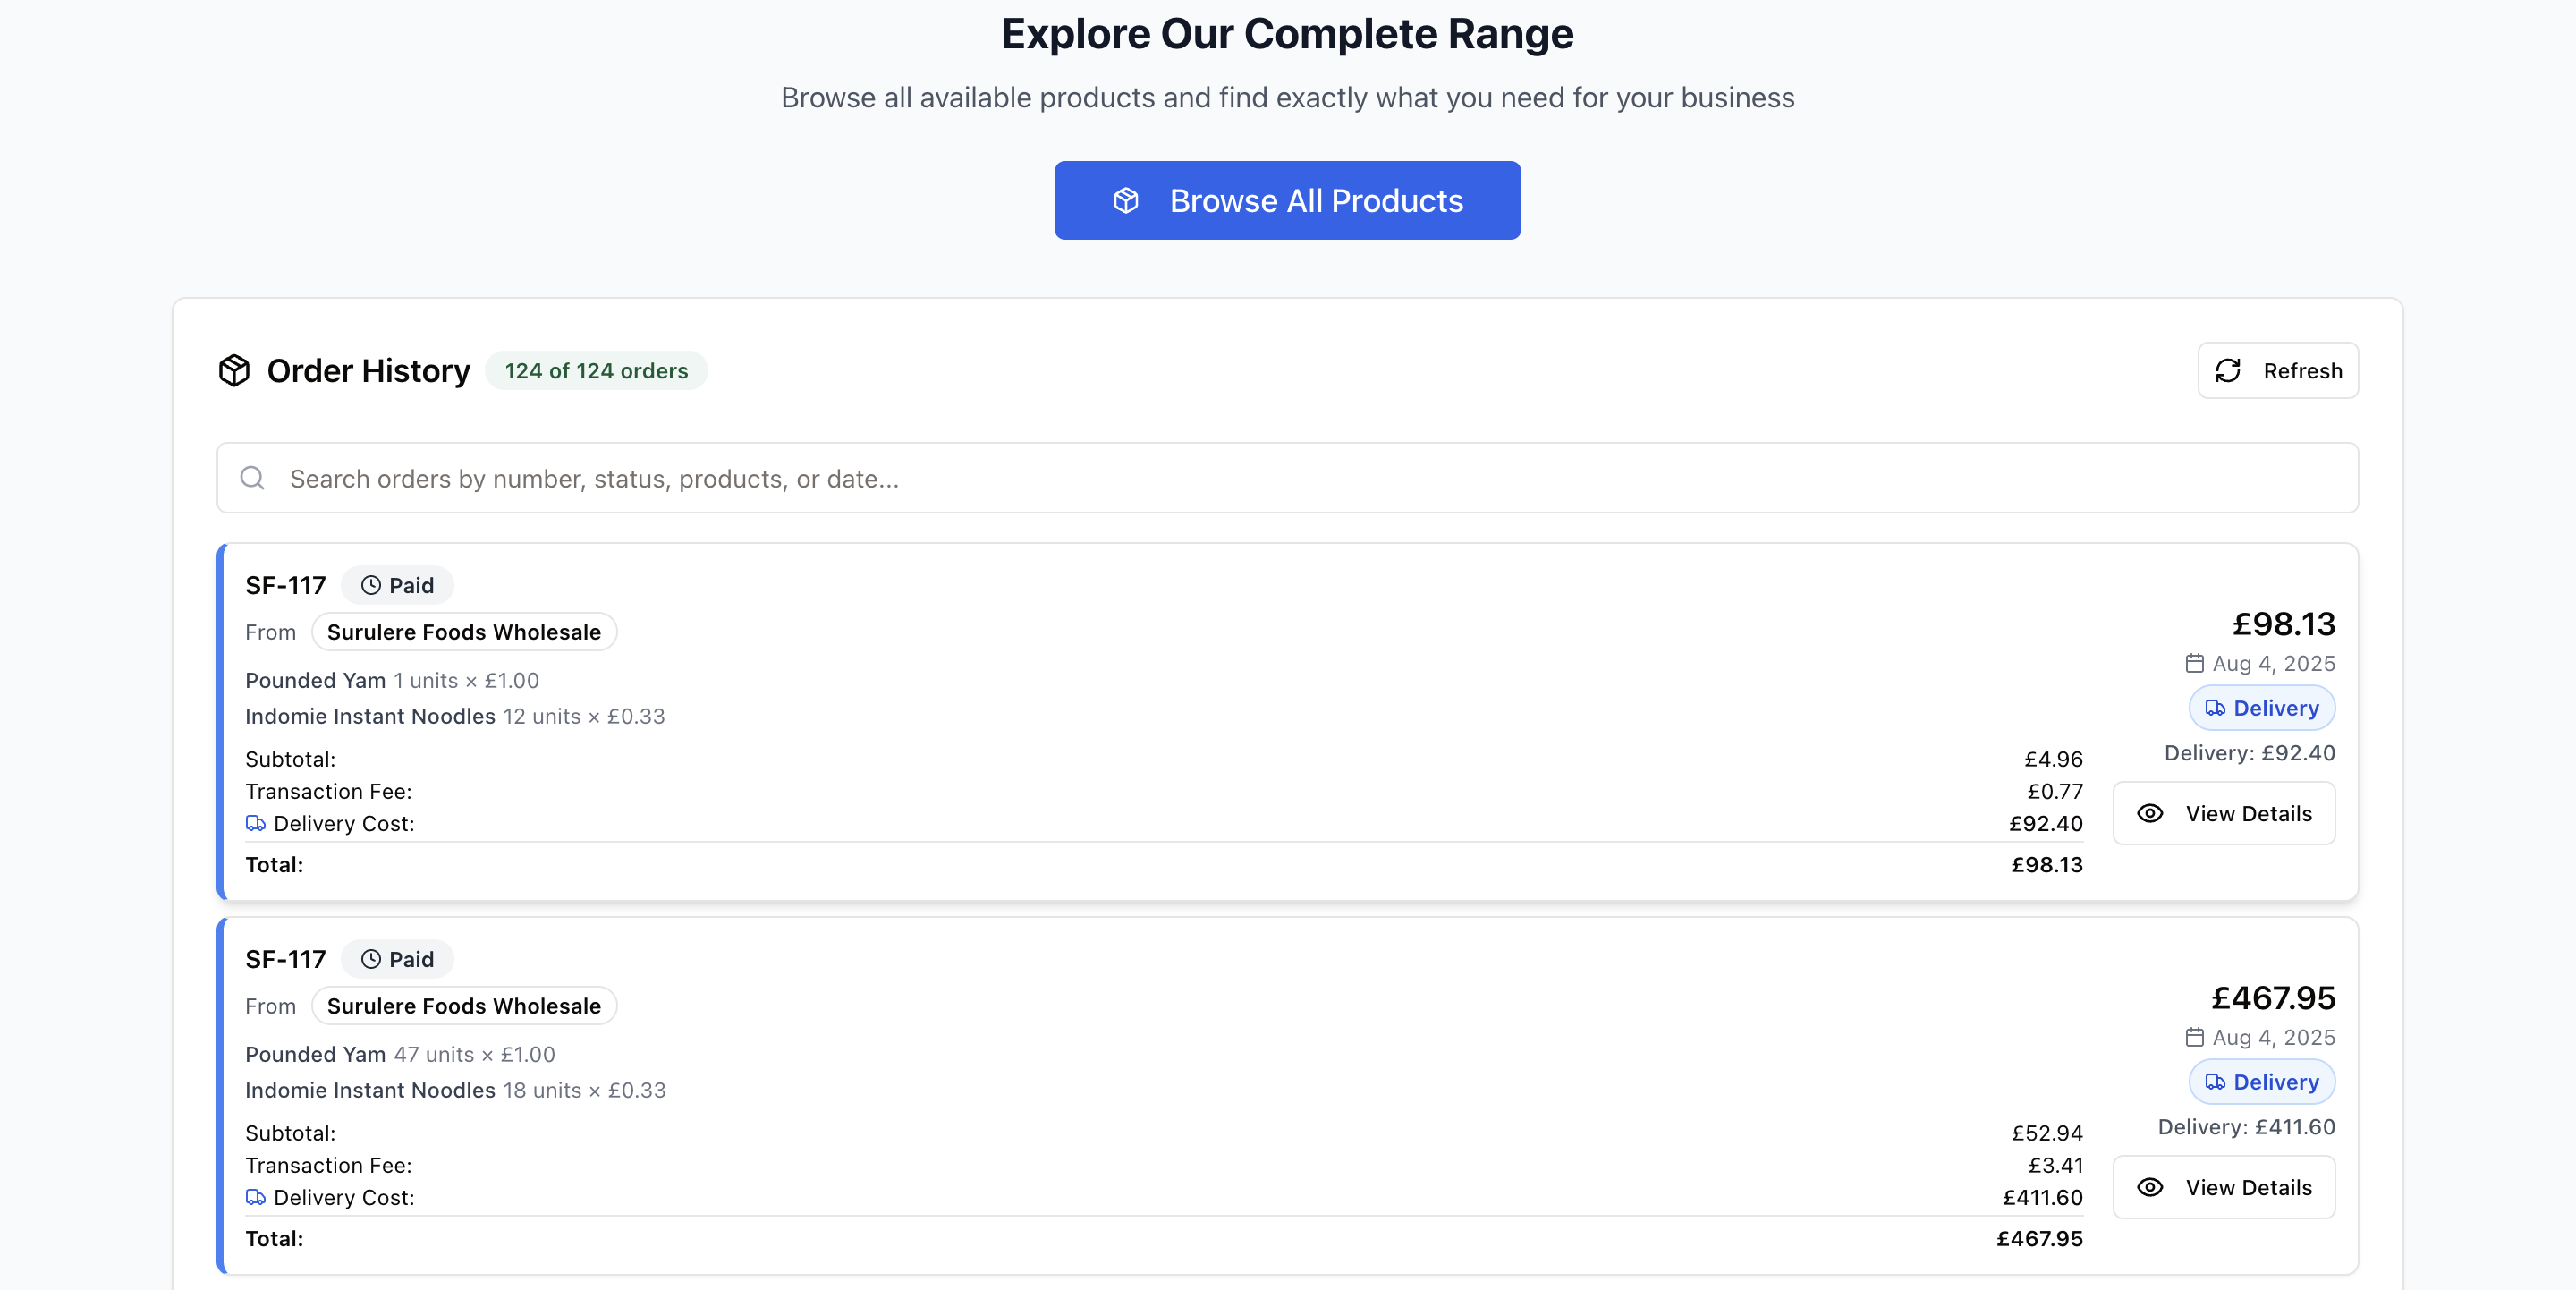 Explore Our Complete Range
Browse all available products and find exactly what you need for your business
Browse All Products
Order History 124 of 124 orders
Refresh
Search orders by number, status, products, or date...
SF-117 Paid
From Surulere Foods Wholesale
Pounded Yam 1 units × £1.00
Indomie Instant Noodles 12 units × £0.33
Subtotal: £4.96
Transaction Fee: £0.77
Delivery Cost: £92.40
Total: £98.13
£98.13
Aug 4, 2025
Delivery
Delivery: £92.40
View Details
SF-117 Paid
From Surulere Foods Wholesale
Pounded Yam 47 units × £1.00
Indomie Instant Noodles 18 units × £0.33
Subtotal: £52.94
Transaction Fee: £3.41
Delivery Cost: £411.60
Total: £467.95
£467.95
Aug 4, 2025
Delivery
Delivery: £411.60
View Details